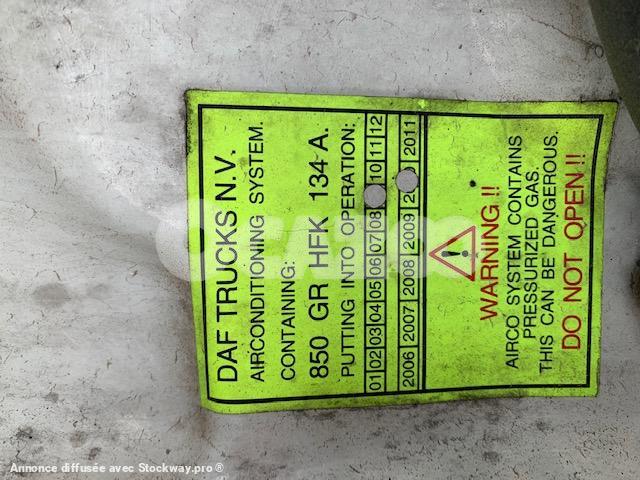 DAF TRUCKS N.V.
AIRCONDITIONING SYSTEM.
CONTAINING:
850 GR HFK 134 A.
PUTTING INTO OPERATION:
01 02 03 04 05 06 07 08 10 11 12
2006 2007 2008 2009 2 2011
WARNING !!
AIRCO SYSTEM CONTAINS
PRESSURIZED GAS.
THIS CAN BE DANGEROUS.
DO NOT OPEN !!
Annonce diffusée avec Stockway.pro®